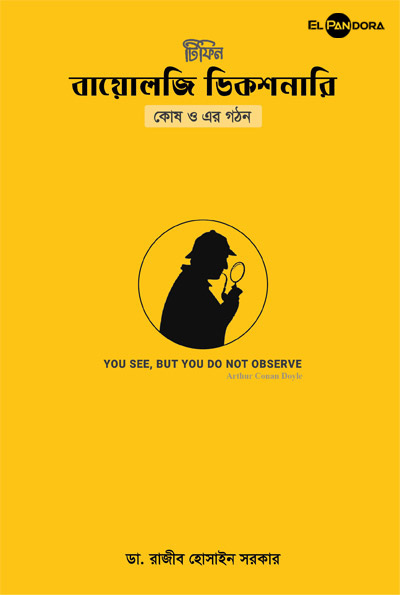 EL PANDORA
টিফিন
বায়োলজি ডিকশনারি
কোষ ও এর গঠন
YOU SEE, BUT YOU DO NOT OBSERVE
Arthur Conan Doyle
ডা. রাজীব হোসাইন সরকার